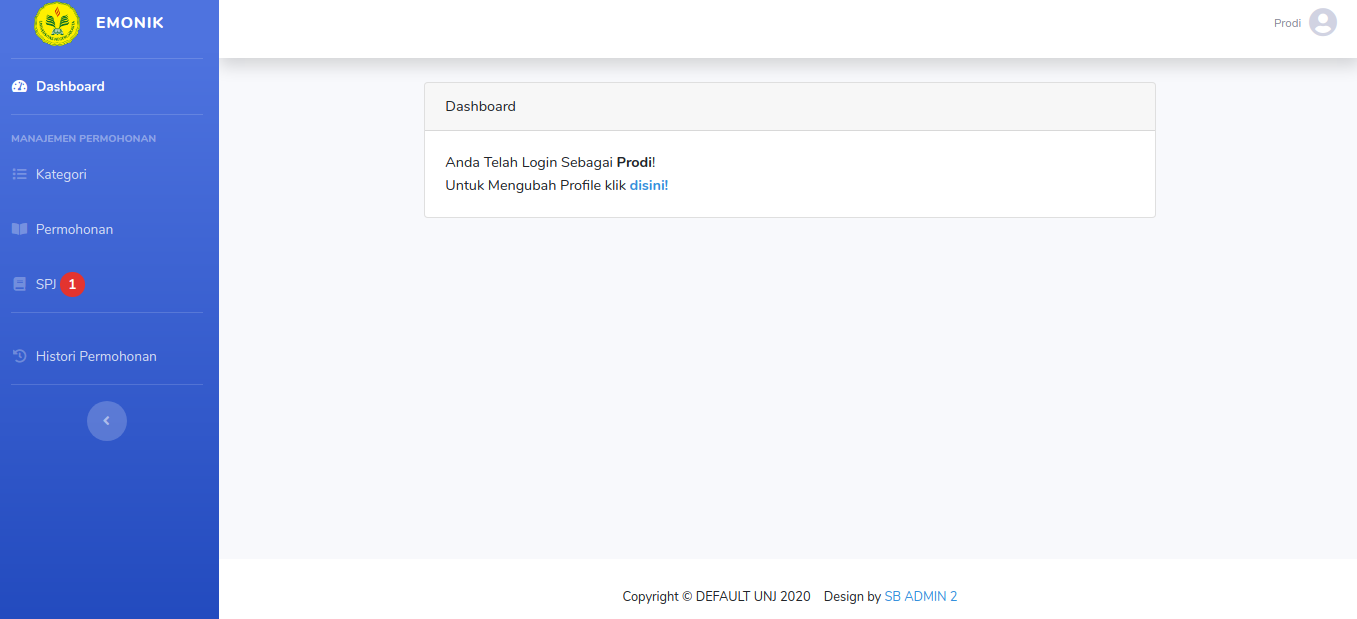 EMONIK
Prodi
Dashboard
MANAJEMEN PERMOHONAN
Kategori
Permohonan
SPJ 1
Histori Permohonan
Dashboard
Anda Telah Login Sebagai Prodi!
Untuk Mengubah Profile klik disini!
Copyright © DEFAULT UNJ 2020 Design by SB ADMIN 2